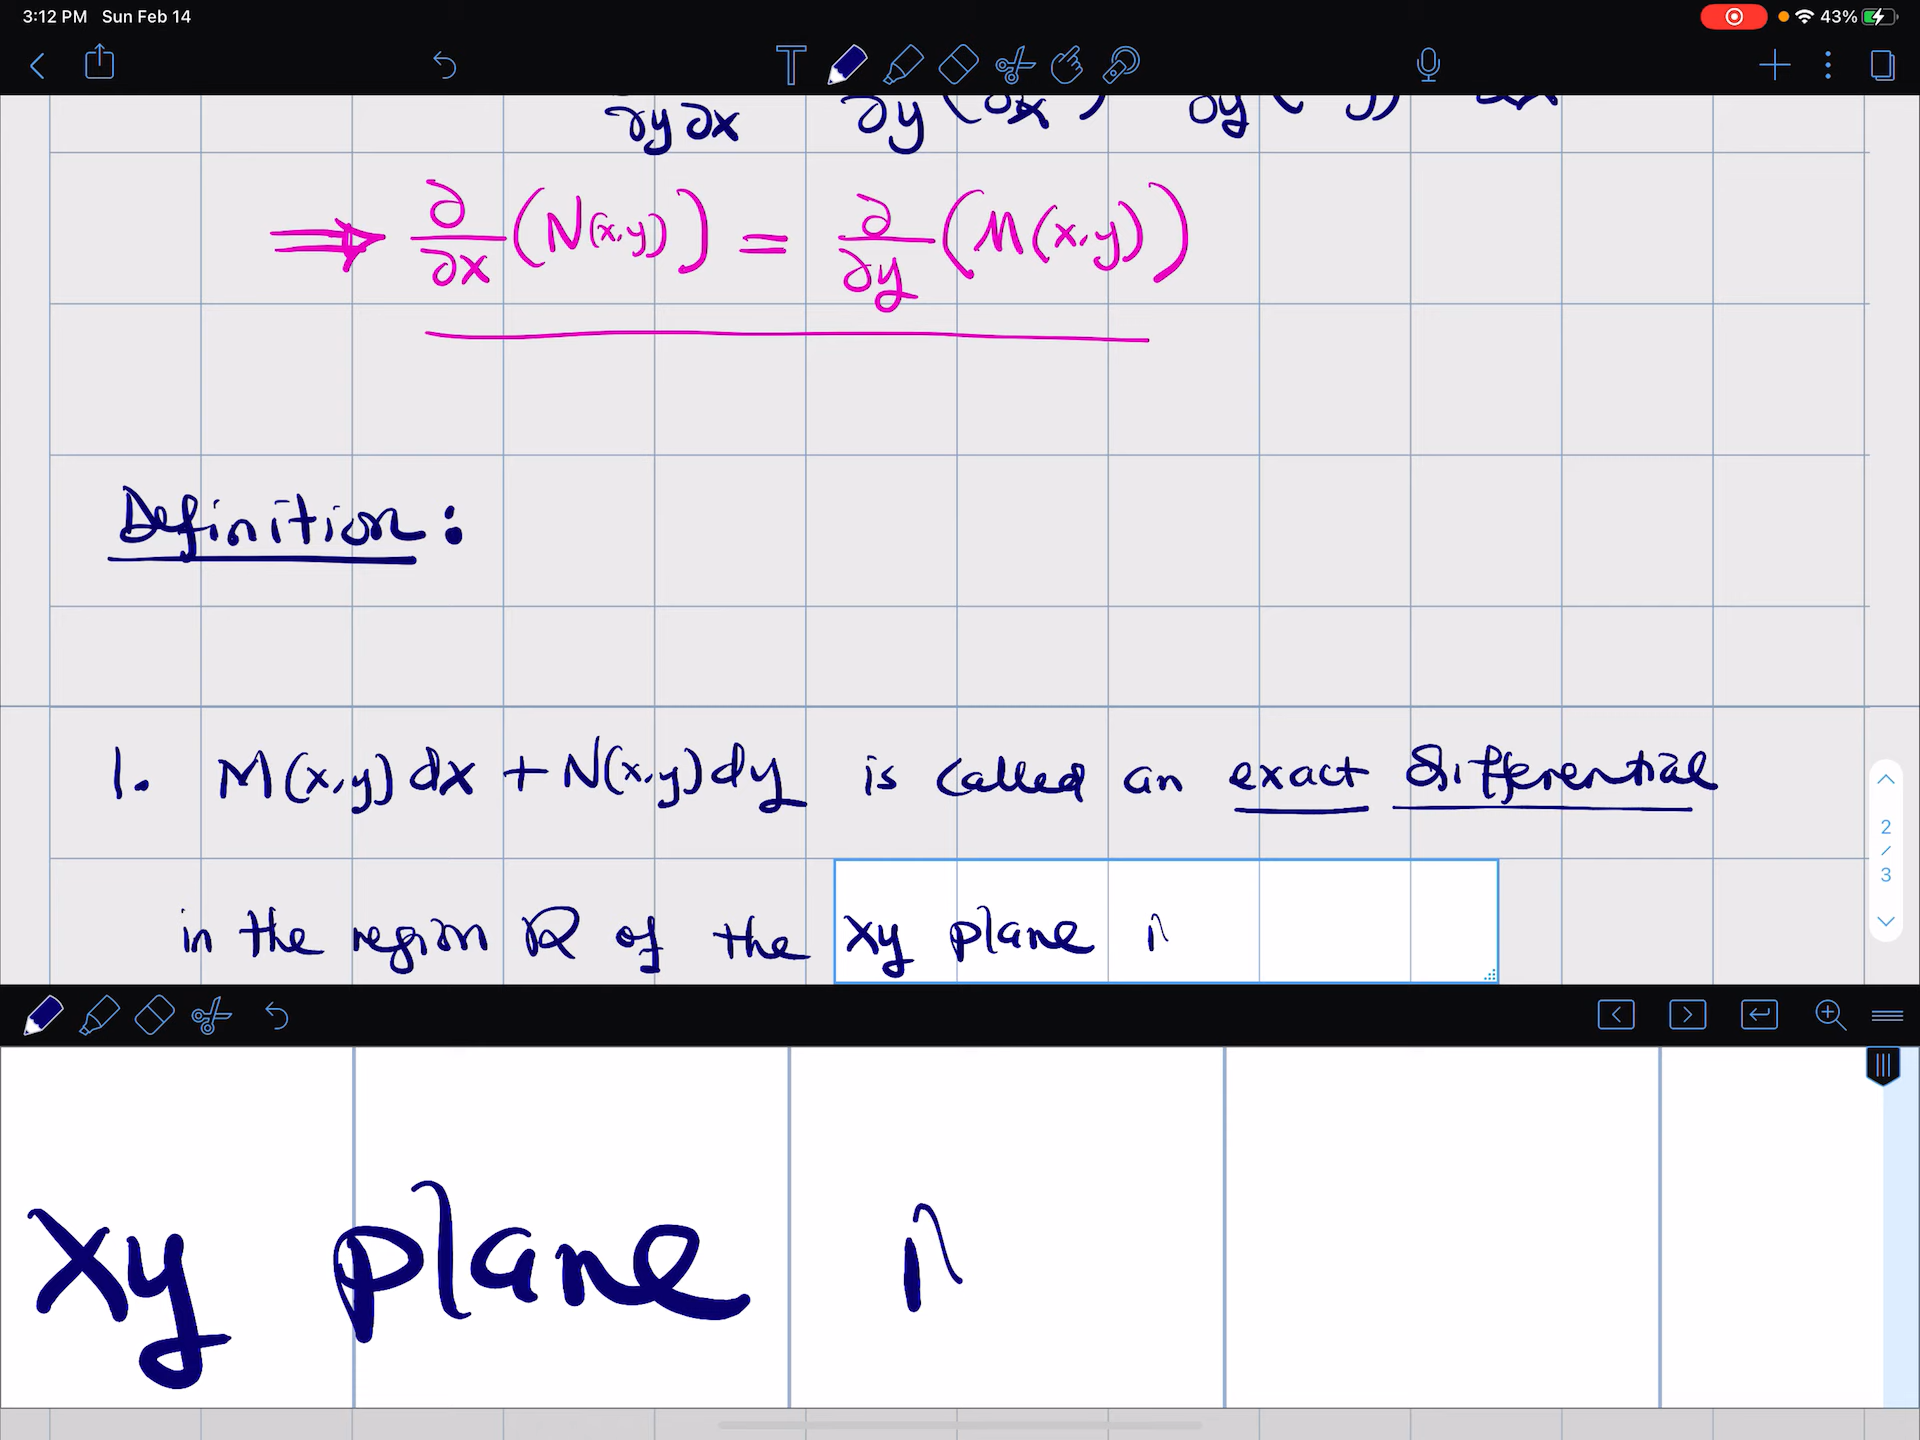 3:12 PM Sun Feb 14
43%
T
∂y∂x ∂y(∂x) ∂y( y)
⇒ ∂/∂x (N(x,y)) = ∂/∂y (M(x,y))
Definition:
1. M(x,y)dx + N(x,y)dy is called an exact differential
2
/
3
in the region R of the xy plane i
xy plane i